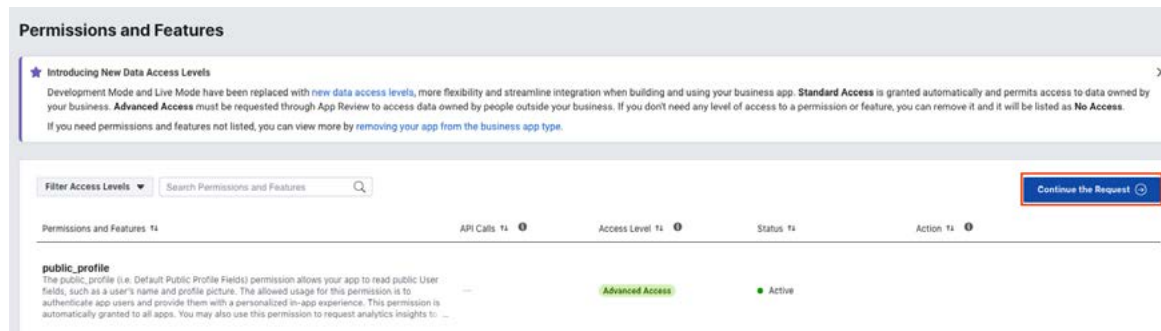 Permissions and Features
Introducing New Data Access Levels
Development Mode and Live Mode have been replaced with new data access levels, more flexibility and streamline integration when building and using your business app. Standard Access is granted automatically and permits access to data owned by
your business. Advanced Access must be requested through App Review to access data owned by people outside your business. If you don't need any level of access to a permission or feature, you can remove it and it will be listed as No Access.
If you need permissions and features not listed, you can view more by removing your app from the business app type.
Filter Access Levels Search Permissions and Features Continue the Request
Permissions and Features API Calls Access Level Status Action
public_profile
The public_profile (i.e. Default Public Profile Fields) permission allows your app to read public User
fields, such as a user's name and profile picture. The allowed usage for this permission is to
authenticate app users and provide them with a personalized in-app experience. This permission is
automatically granted to all apps. You may also use this permission to request analytics insights to ...
— Advanced Access Active